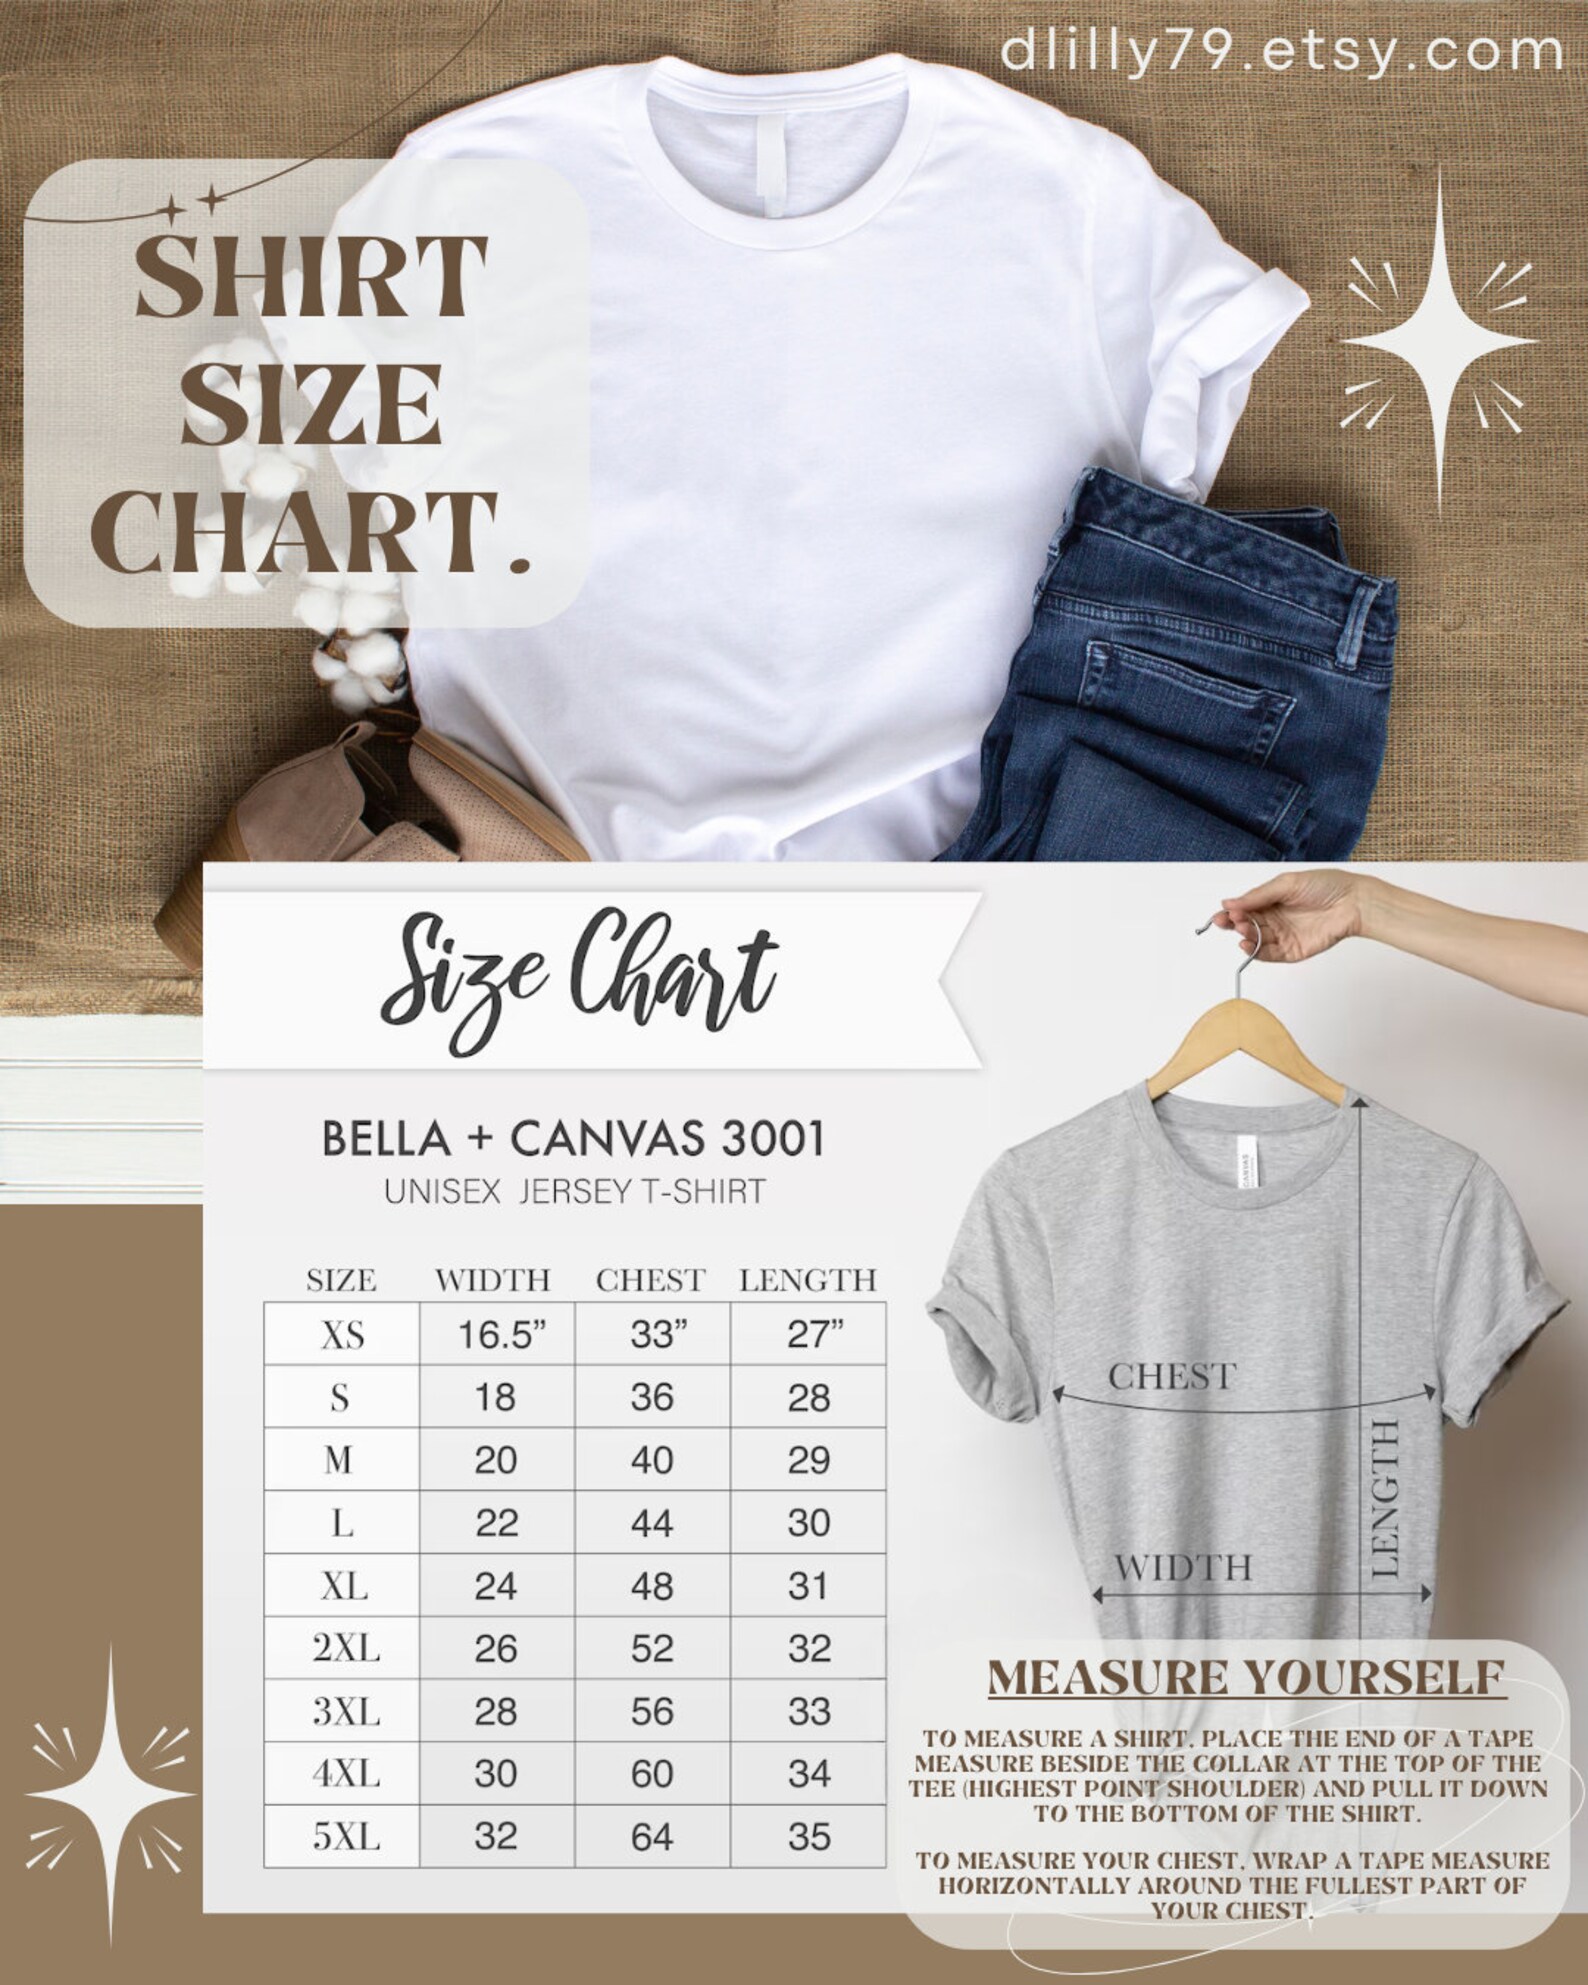 dlilly79.etsy.com
SHIRT
SIZE
CHART.
Size Chart
BELLA + CANVAS 3001
UNISEX JERSEY T-SHIRT
SIZE WIDTH CHEST LENGTH
XS 16.5” 33” 27”
S 18 36 28
M 20 40 29
L 22 44 30
XL 24 48 31
2XL 26 52 32
3XL 28 56 33
4XL 30 60 34
5XL 32 64 35
CANVAS
CHEST
LENGTH
WIDTH
MEASURE YOURSELF
TO MEASURE A SHIRT, PLACE THE END OF A TAPE
MEASURE BESIDE THE COLLAR AT THE TOP OF THE
TEE (HIGHEST POINT SHOULDER) AND PULL IT DOWN
TO THE BOTTOM OF THE SHIRT.
TO MEASURE YOUR CHEST, WRAP A TAPE MEASURE
HORIZONTALLY AROUND THE FULLEST PART OF
YOUR CHEST.